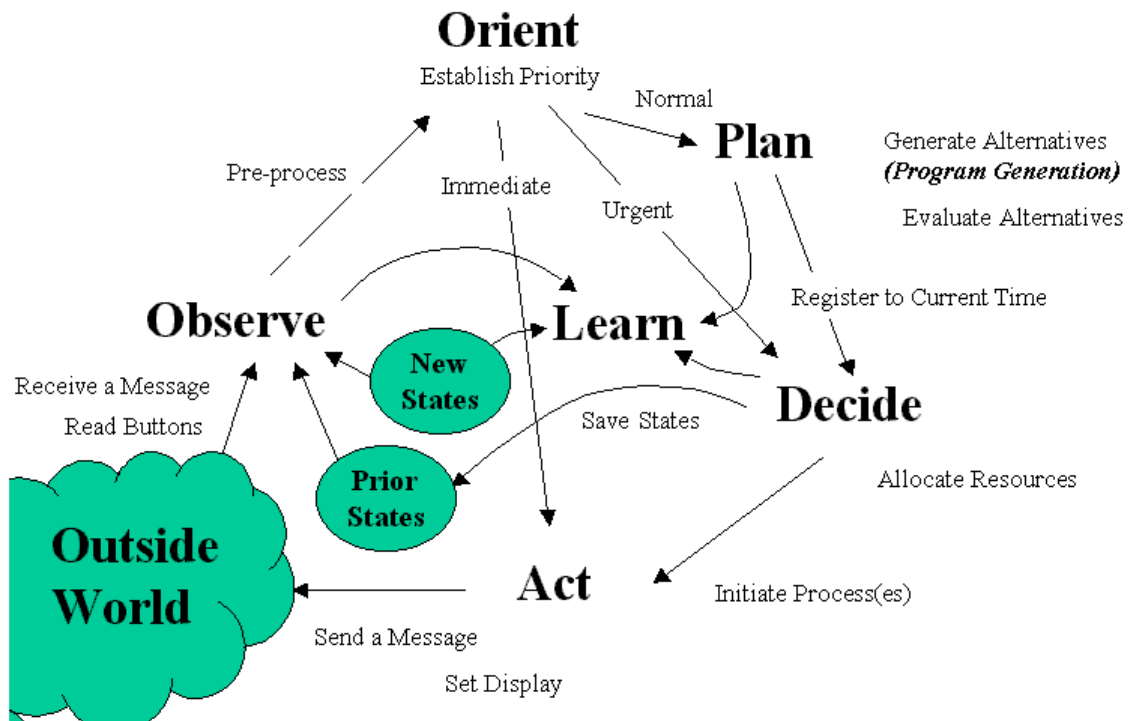 Orient
Establish Priority
Normal
Plan
Generate Alternatives
(Program Generation)
Evaluate Alternatives
Pre-process
Immediate
Urgent
Register to Current Time
Observe
Learn
New
States
Receive a Message
Read Buttons
Decide
Save States
Prior
States
Allocate Resources
Outside
World
Act
Initiate Process(es)
Send a Message
Set Display